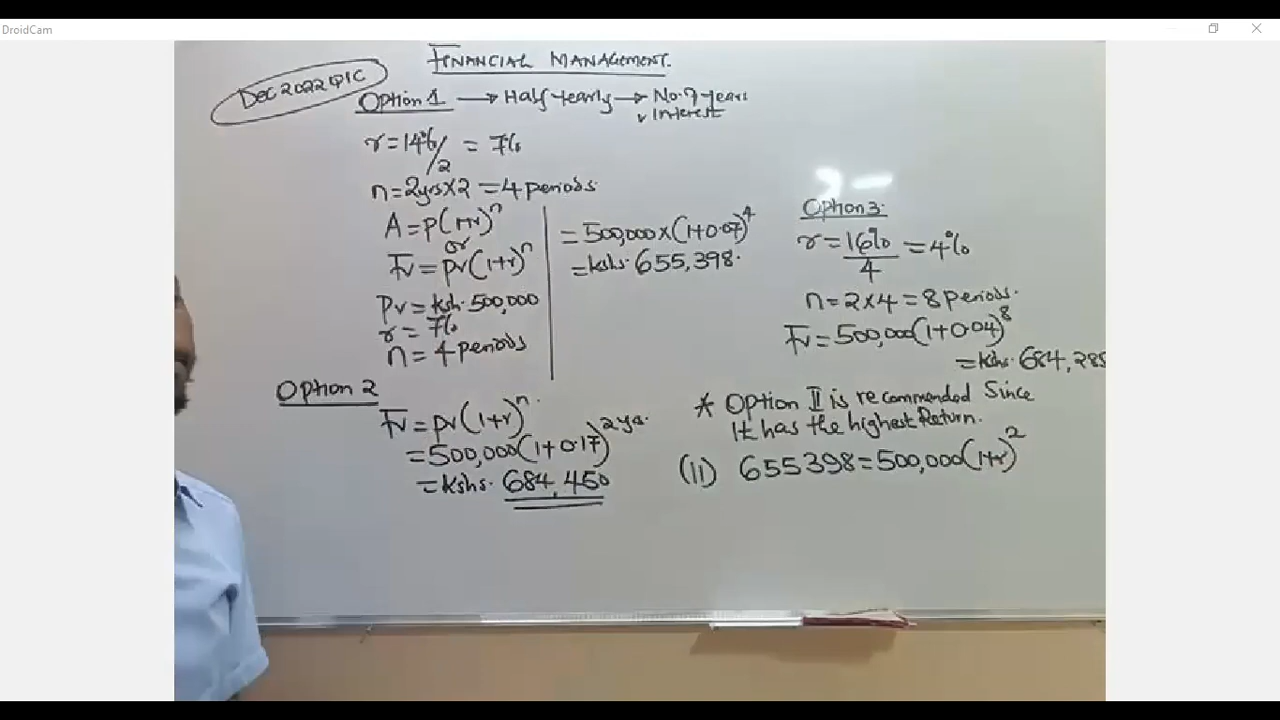 DroidCam
FINANCIAL MANAGEMENT.
DEC 2022 Q1C
Option 1 → Half-yearly → No. of years
Interest
r = 14%/2 = 7%
n = 2yrs × 2 = 4 periods
A = P(1+r)^n
or
Fv = pv(1+r)^n
Pv = Ksh. 500,000
r = 7%
n = 4 periods
= 500,000 × (1+0.07)^4
= Kshs. 655,398.
Option 2
Fv = pv(1+r)^n.
= 500,000(1+0.17)^2yrs.
= Kshs. 684,450
Option 3
r = 16%/4 = 4%
n = 2×4 = 8 periods.
Fv = 500,000(1+0.04)^8
= Kshs. 684,285
* Option II is recommended Since
It has the highest Return.
(ii) 655398 = 500,000(1+r)^2